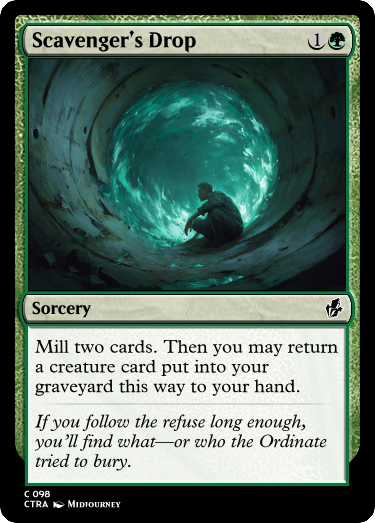 Scavenger's Drop 1
Sorcery
Mill two cards. Then you may return
a creature card put into your
graveyard this way to your hand.
If you follow the refuse long enough,
you'll find what—or who the Ordinate
tried to bury.
C 098
CTRA Midjourney